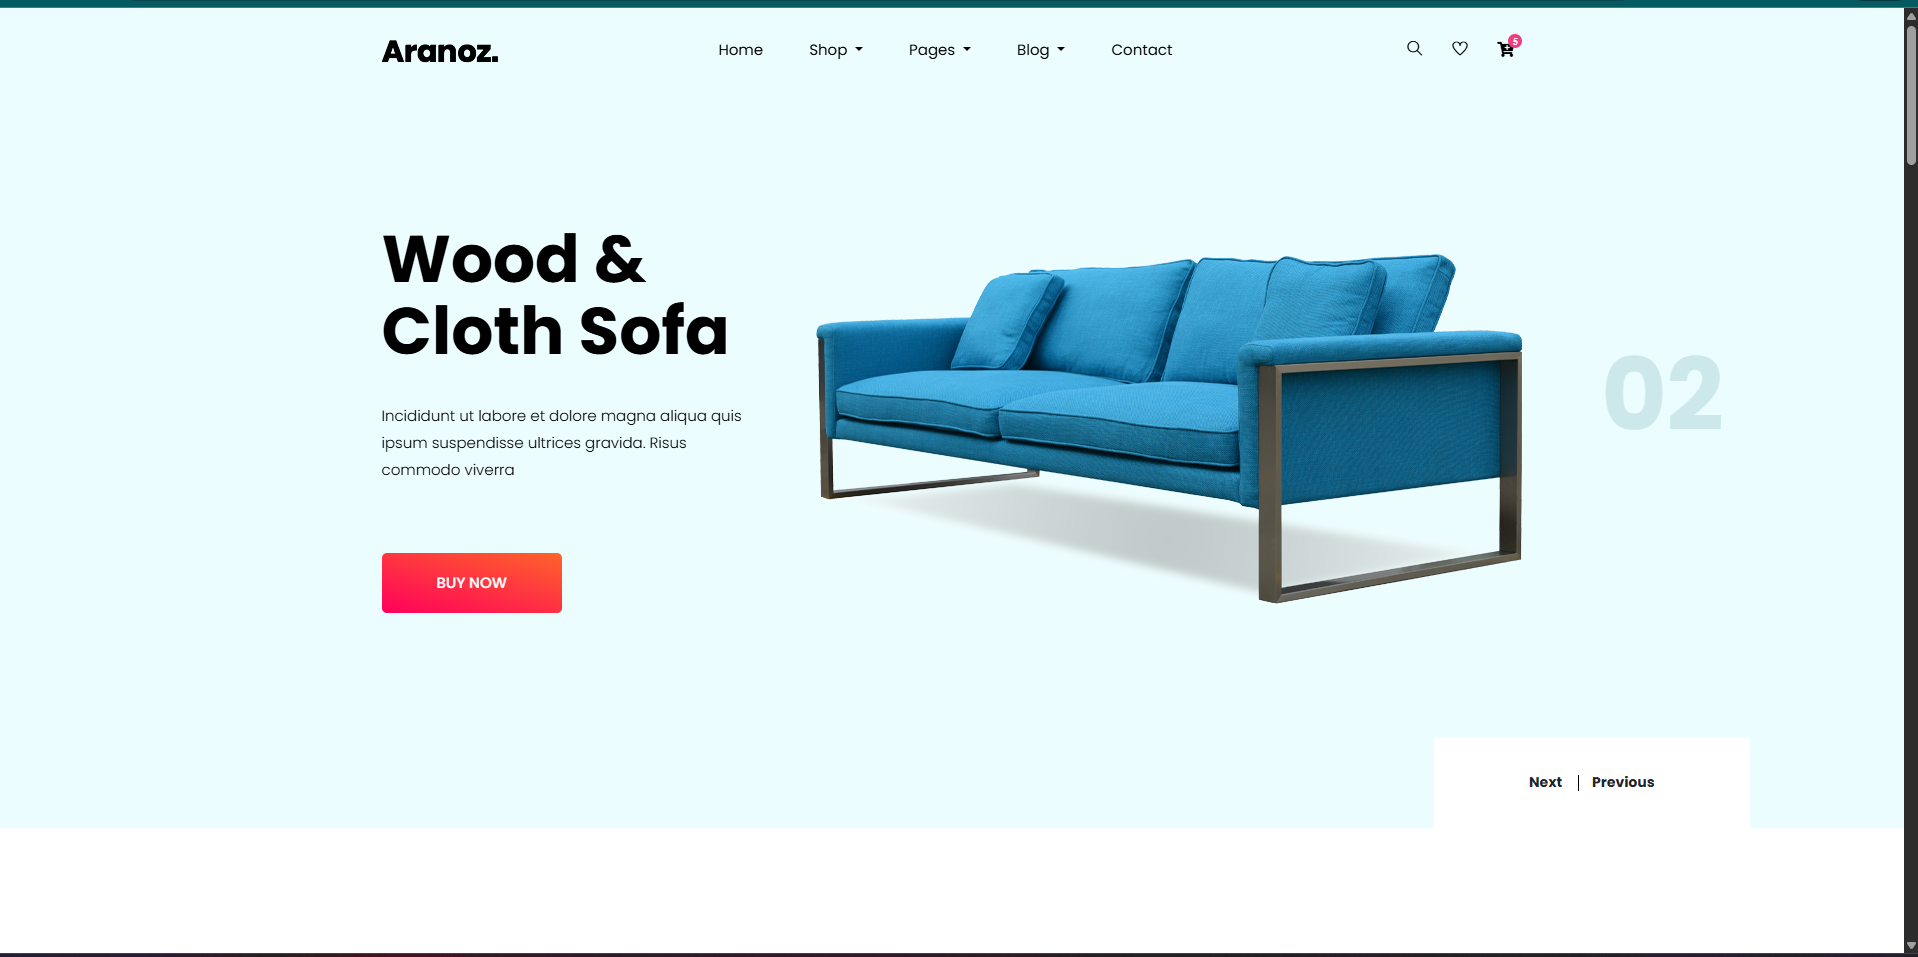 Aranoz.
Home Shop Pages Blog Contact
5
Wood &
Cloth Sofa
Incididunt ut labore et dolore magna aliqua quis
ipsum suspendisse ultrices gravida. Risus
commodo viverra
BUY NOW
02
Next | Previous